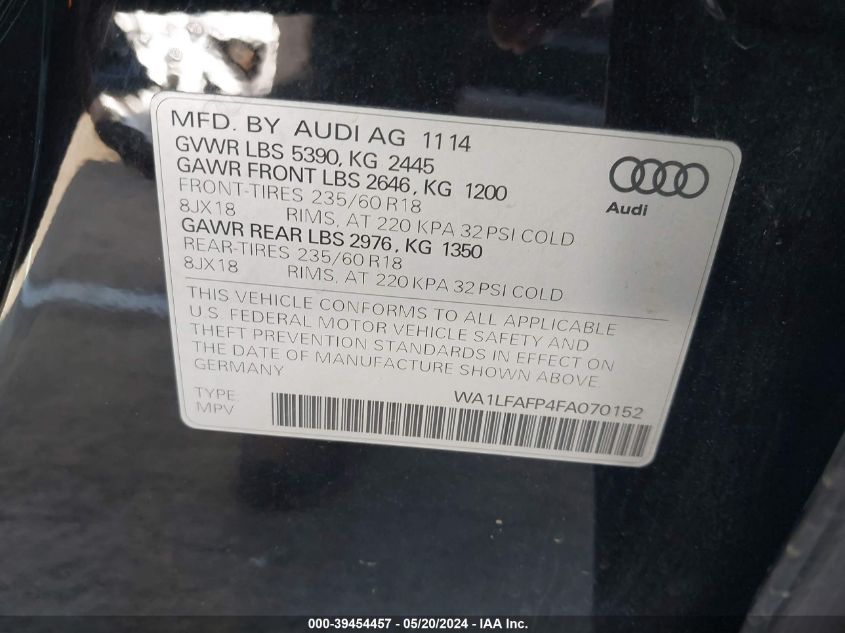 MFD. BY AUDI AG 11 14
GVWR LBS 5390, KG 2445
GAWR FRONT LBS 2646, KG 1200
FRONT-TIRES 235/60 R18
8JX18 RIMS, AT 220 KPA 32 PSI COLD
GAWR REAR LBS 2976, KG 1350
REAR-TIRES 235/60 R18
8JX18 RIMS, AT 220 KPA 32 PSI COLD
Audi
THIS VEHICLE CONFORMS TO ALL APPLICABLE
U.S. FEDERAL MOTOR VEHICLE SAFETY AND
THEFT PREVENTION STANDARDS IN EFFECT ON
THE DATE OF MANUFACTURE SHOWN ABOVE
GERMANY
TYPE WA1LFAFP4FA070152
MPV
000-39454457 - 05/20/2024 - IAA Inc.